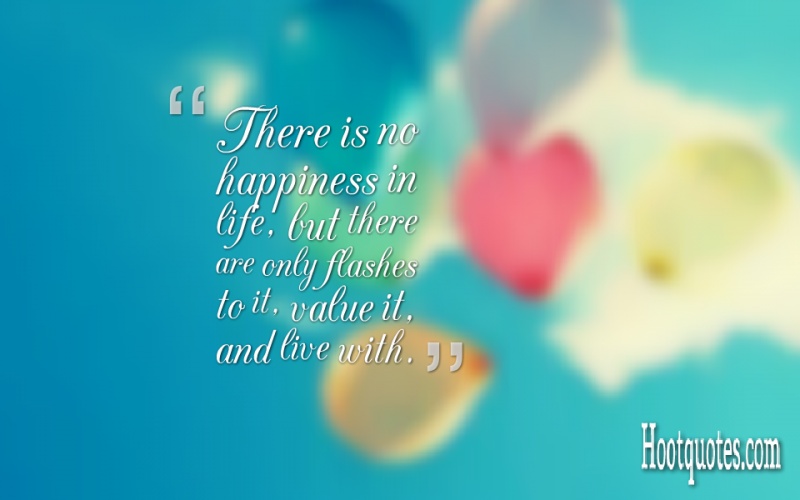 “ There is no
happiness in
life, but there
are only flashes
to it, value it,
and live with. ”
Hootquotes.com